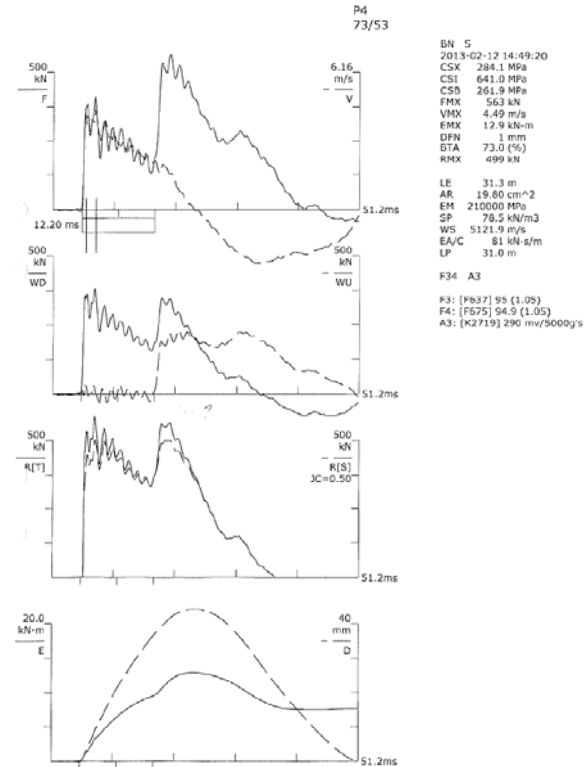 P4
73/53
BN 5
2013-02-12 14:49:20
CSX 284.1 MPa
CSI 641.0 MPa
CSB 261.9 MPa
FMX 563 kN
VMX 4.49 m/s
EMX 12.9 kN-m
DFN 1 mm
BTA 73.0 (%)
RMX 499 kN
LE 31.3 m
AR 19.80 cm^2
EM 210000 MPa
SP 78.5 kN/m3
WS 5121.9 m/s
EA/C 81 kN-s/m
LP 31.0 m
F34 A3
F3: [F637] 95 (1.05)
F4: [F675] 94.9 (1.05)
A3: [K2719] 290 mv/5000g's
500
kN
F
6.16
m/s
V
51.2ms
12.20 ms
500
kN
WD
500
kN
WU
51.2ms
500
kN
R[T]
500
kN
R[S]
JC=0.50
51.2ms
20.0
kN-m
E
40
mm
D
51.2ms